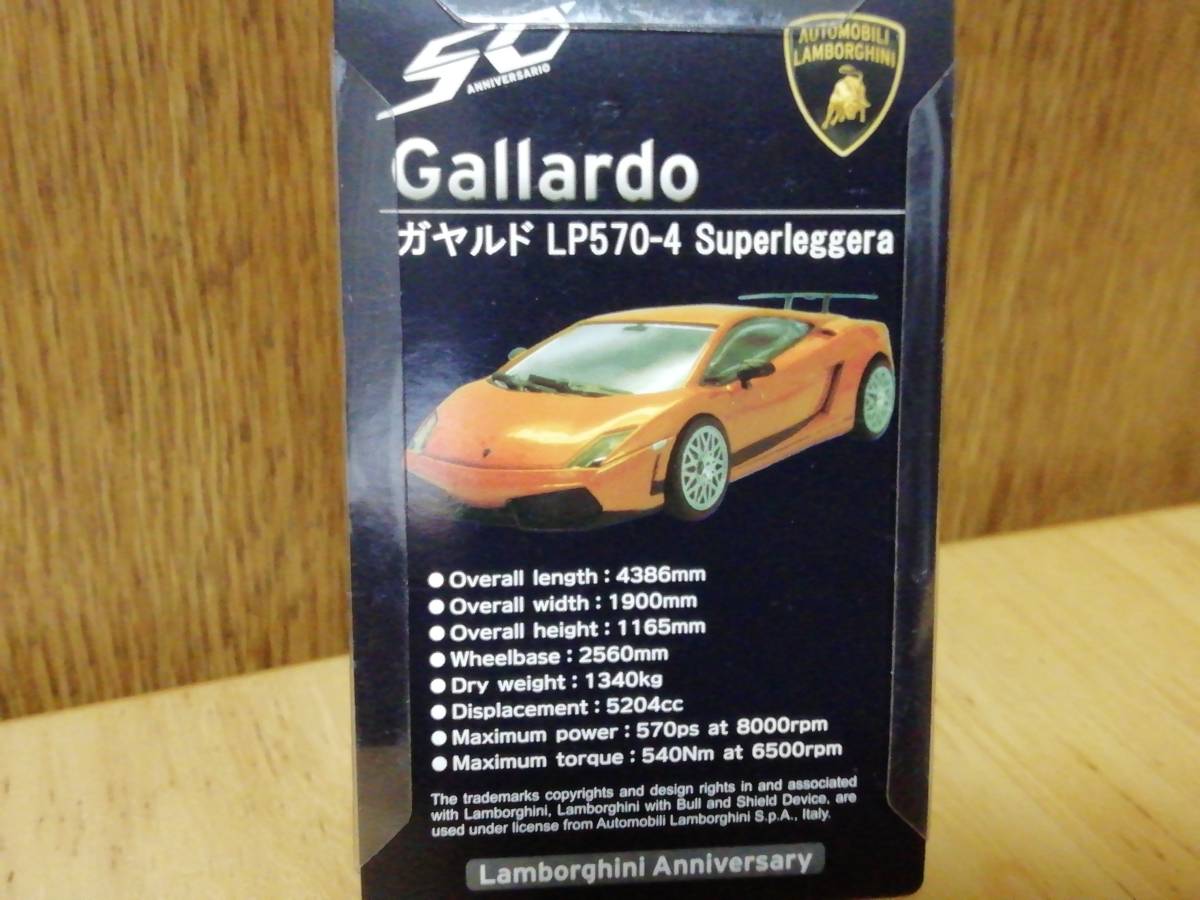 50
ANNIVERSARIO
AUTOMOBILI
LAMBORGHINI
Gallardo
ガヤルド LP570-4 Superleggera
●Overall length：4386mm
●Overall width：1900mm
●Overall height：1165mm
●Wheelbase：2560mm
●Dry weight：1340kg
●Displacement：5204cc
●Maximum power：570ps at 8000rpm
●Maximum torque：540Nm at 6500rpm
The trademarks copyrights and design rights in and associated
with Lamborghini, Lamborghini with Bull and Shield Device, are
used under license from Automobili Lamborghini S.p.A., Italy.
Lamborghini Anniversary